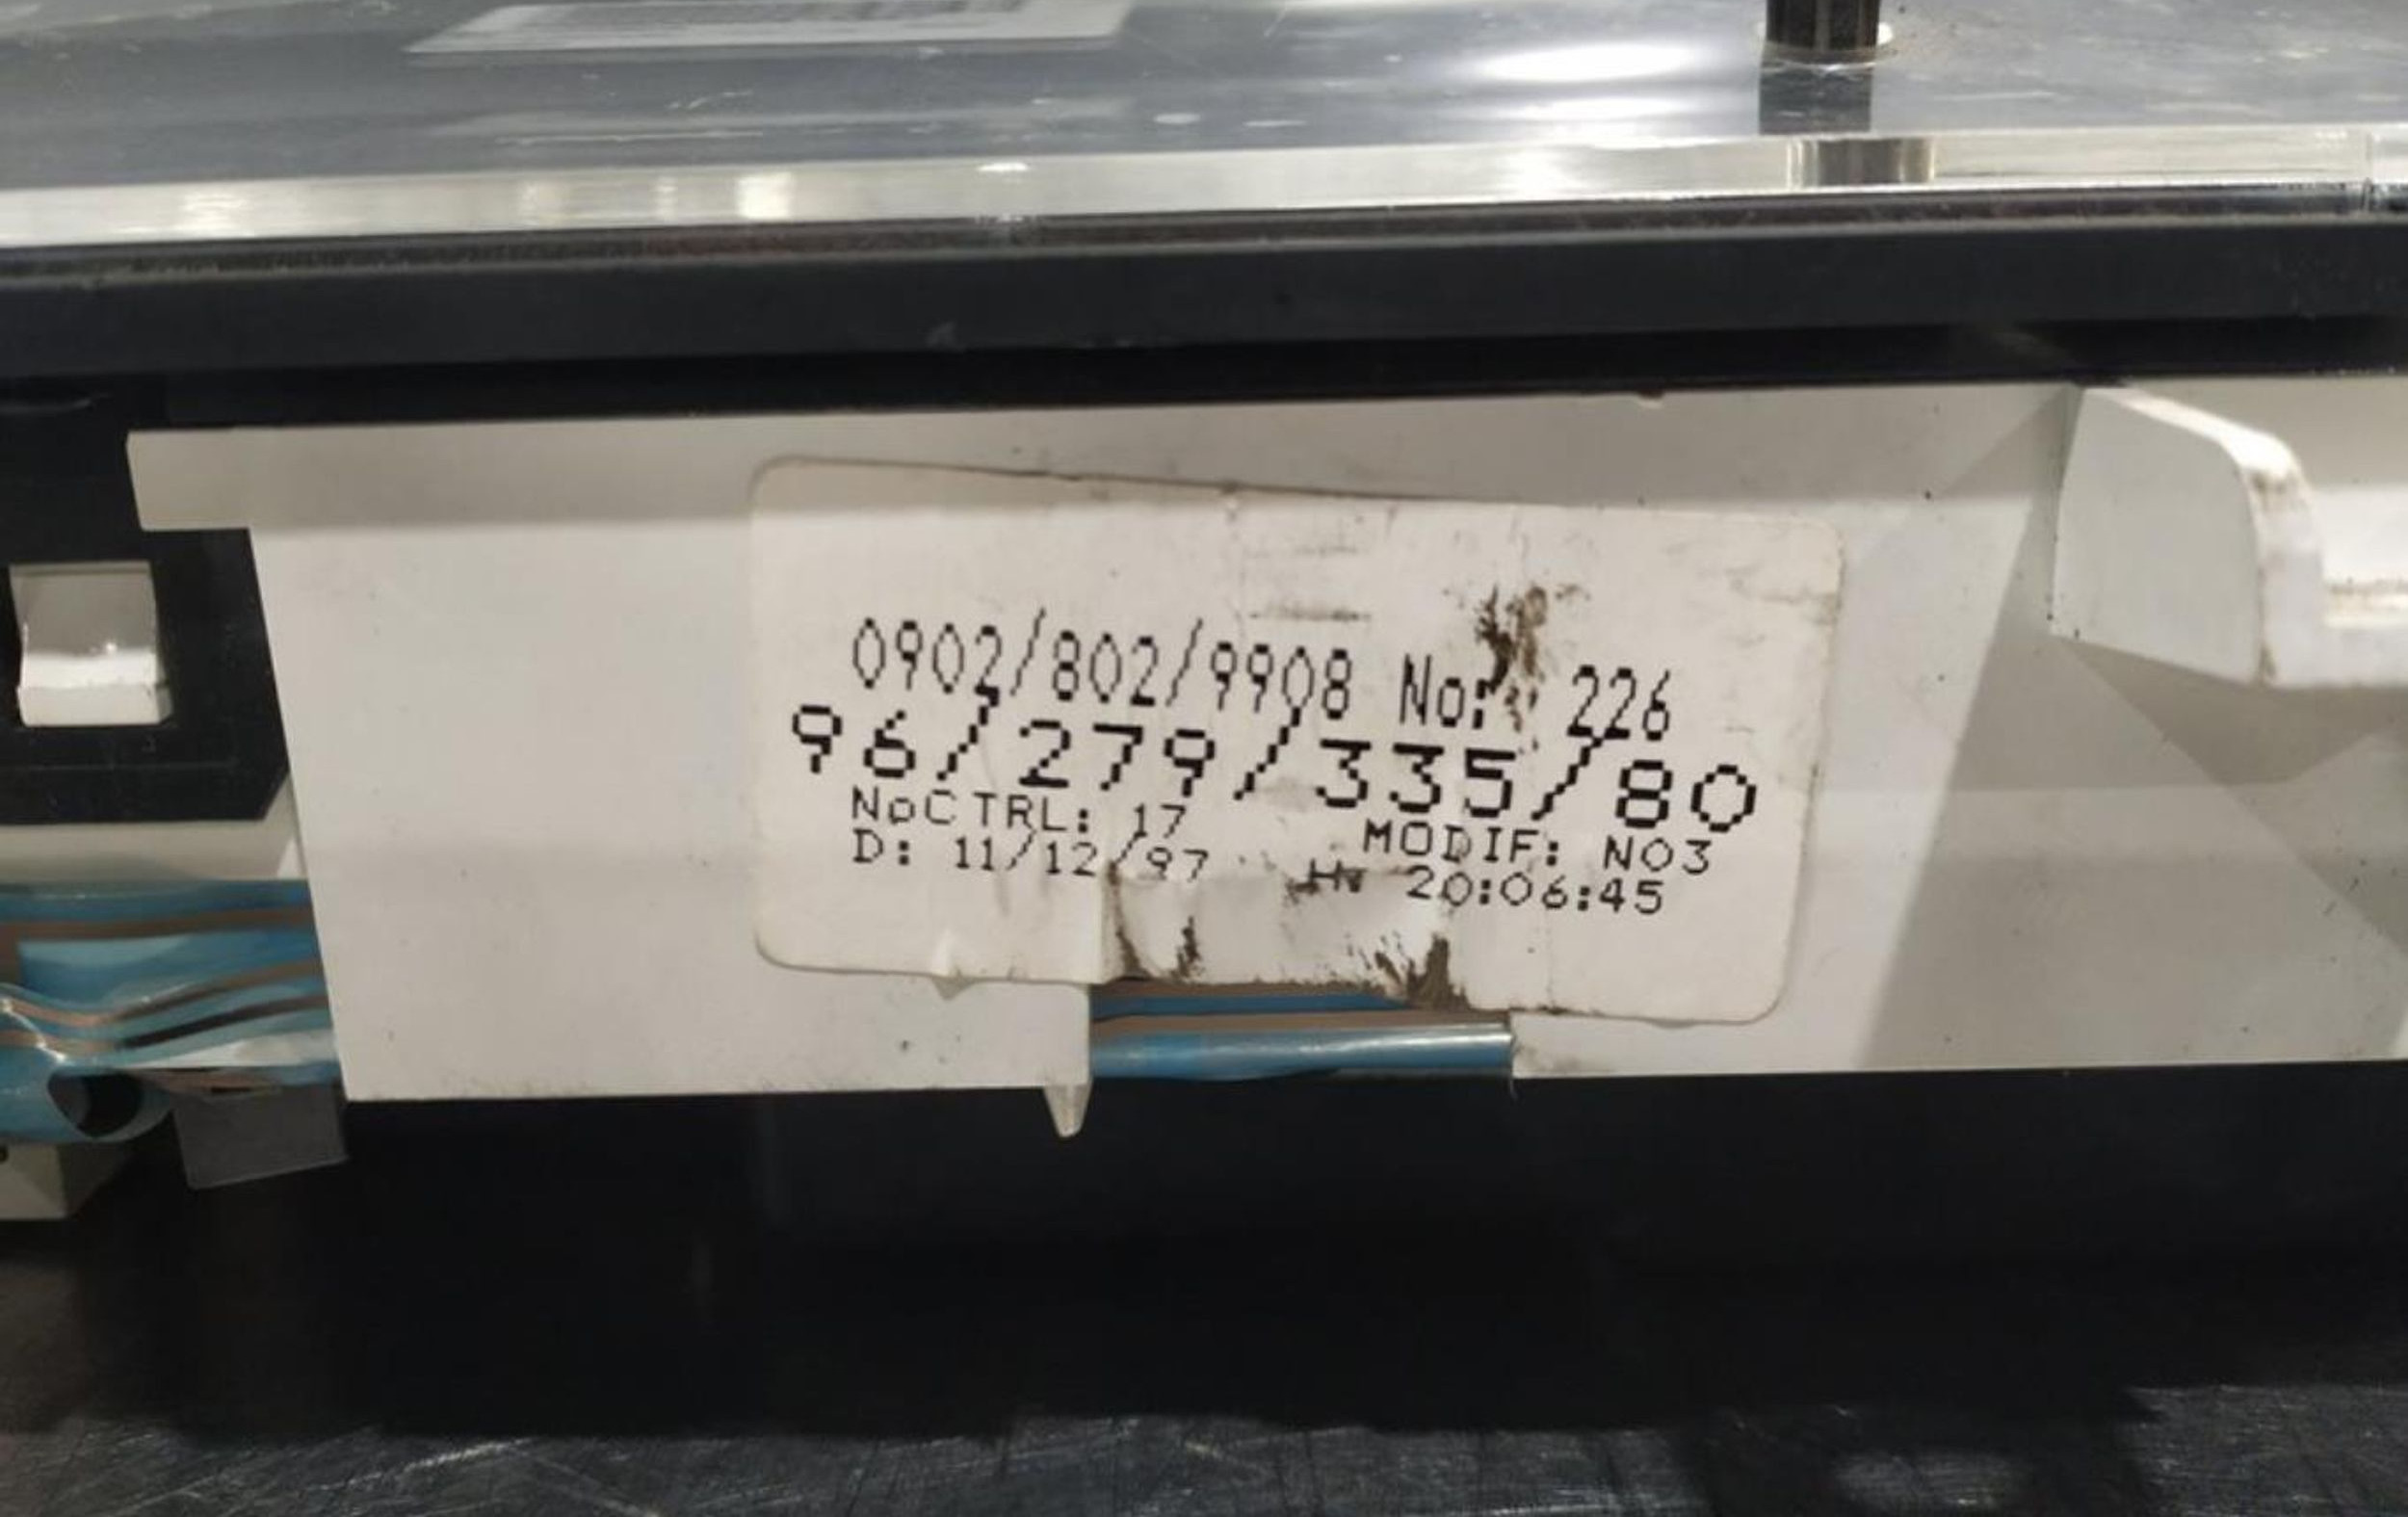 0902/802/9908 No: 226
96/279/335/80
NoCTRL: 17 MODIF: N03
D: 11/12/97 H: 20:06:45